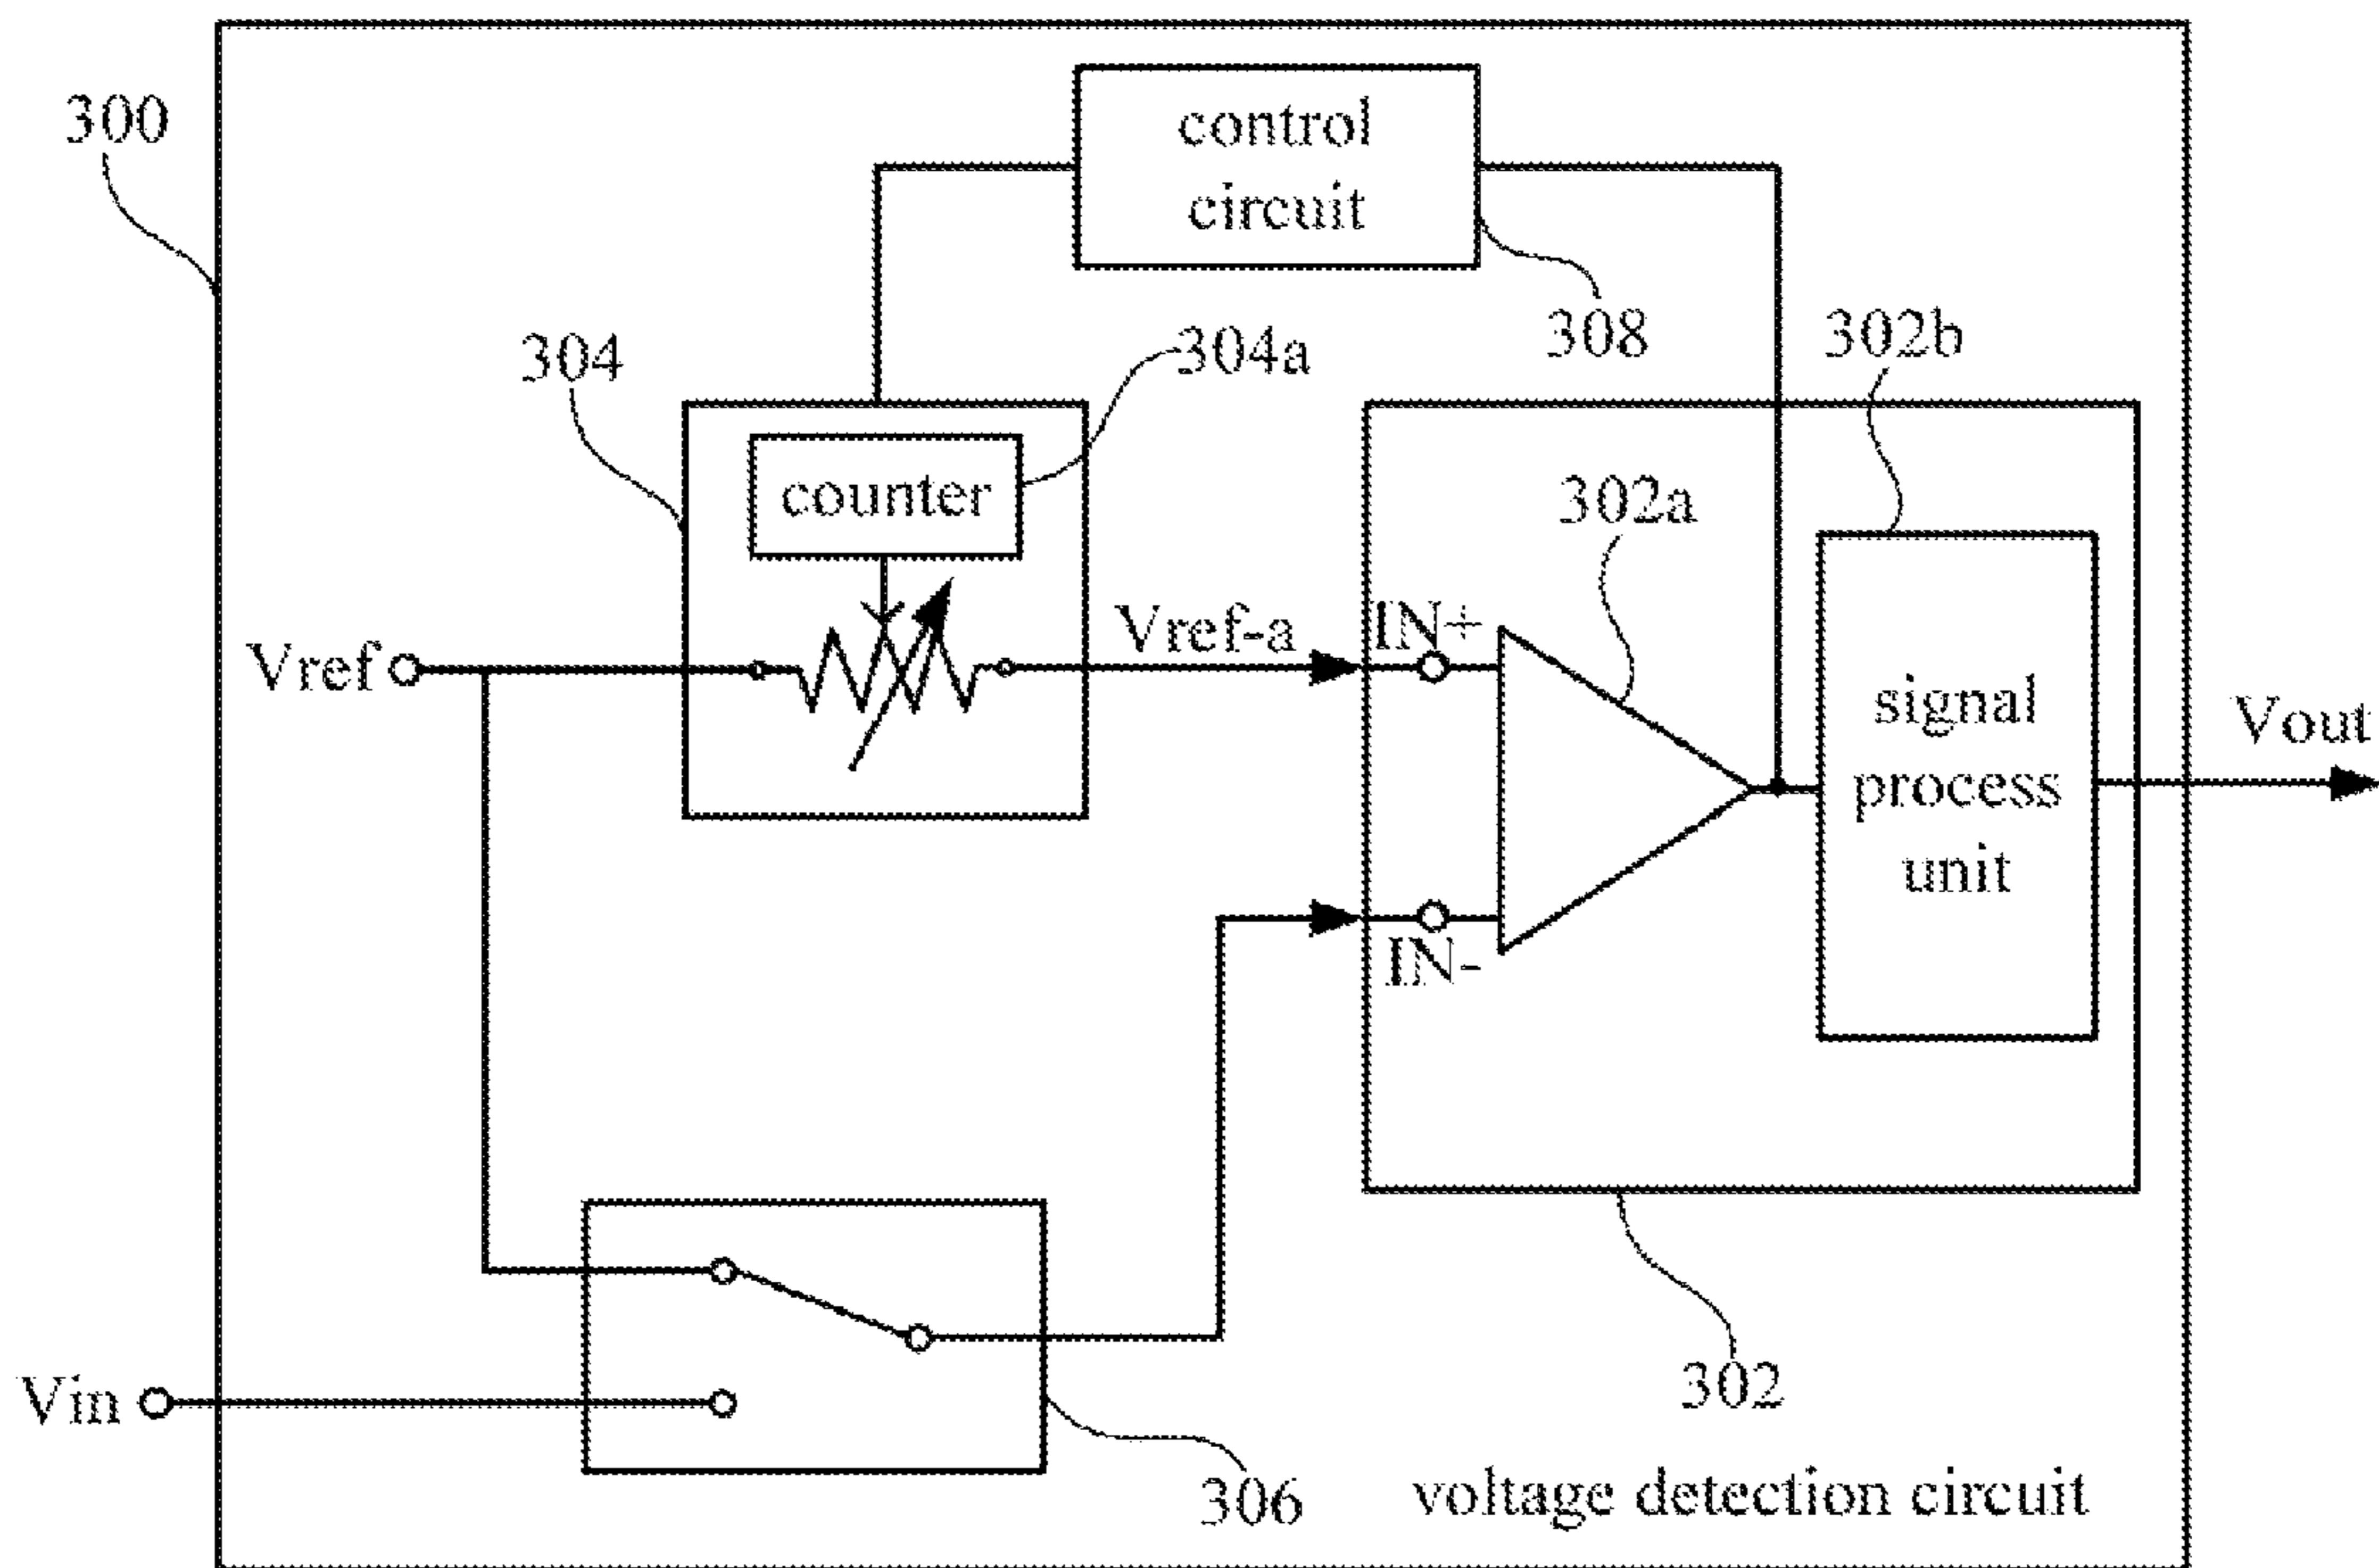 300
control
circuit
308
302b
304
304a
counter
302a
Vref
Vref-a
IN+
signal
process
unit
Vout
IN-
302
Vin
306
voltage detection circuit